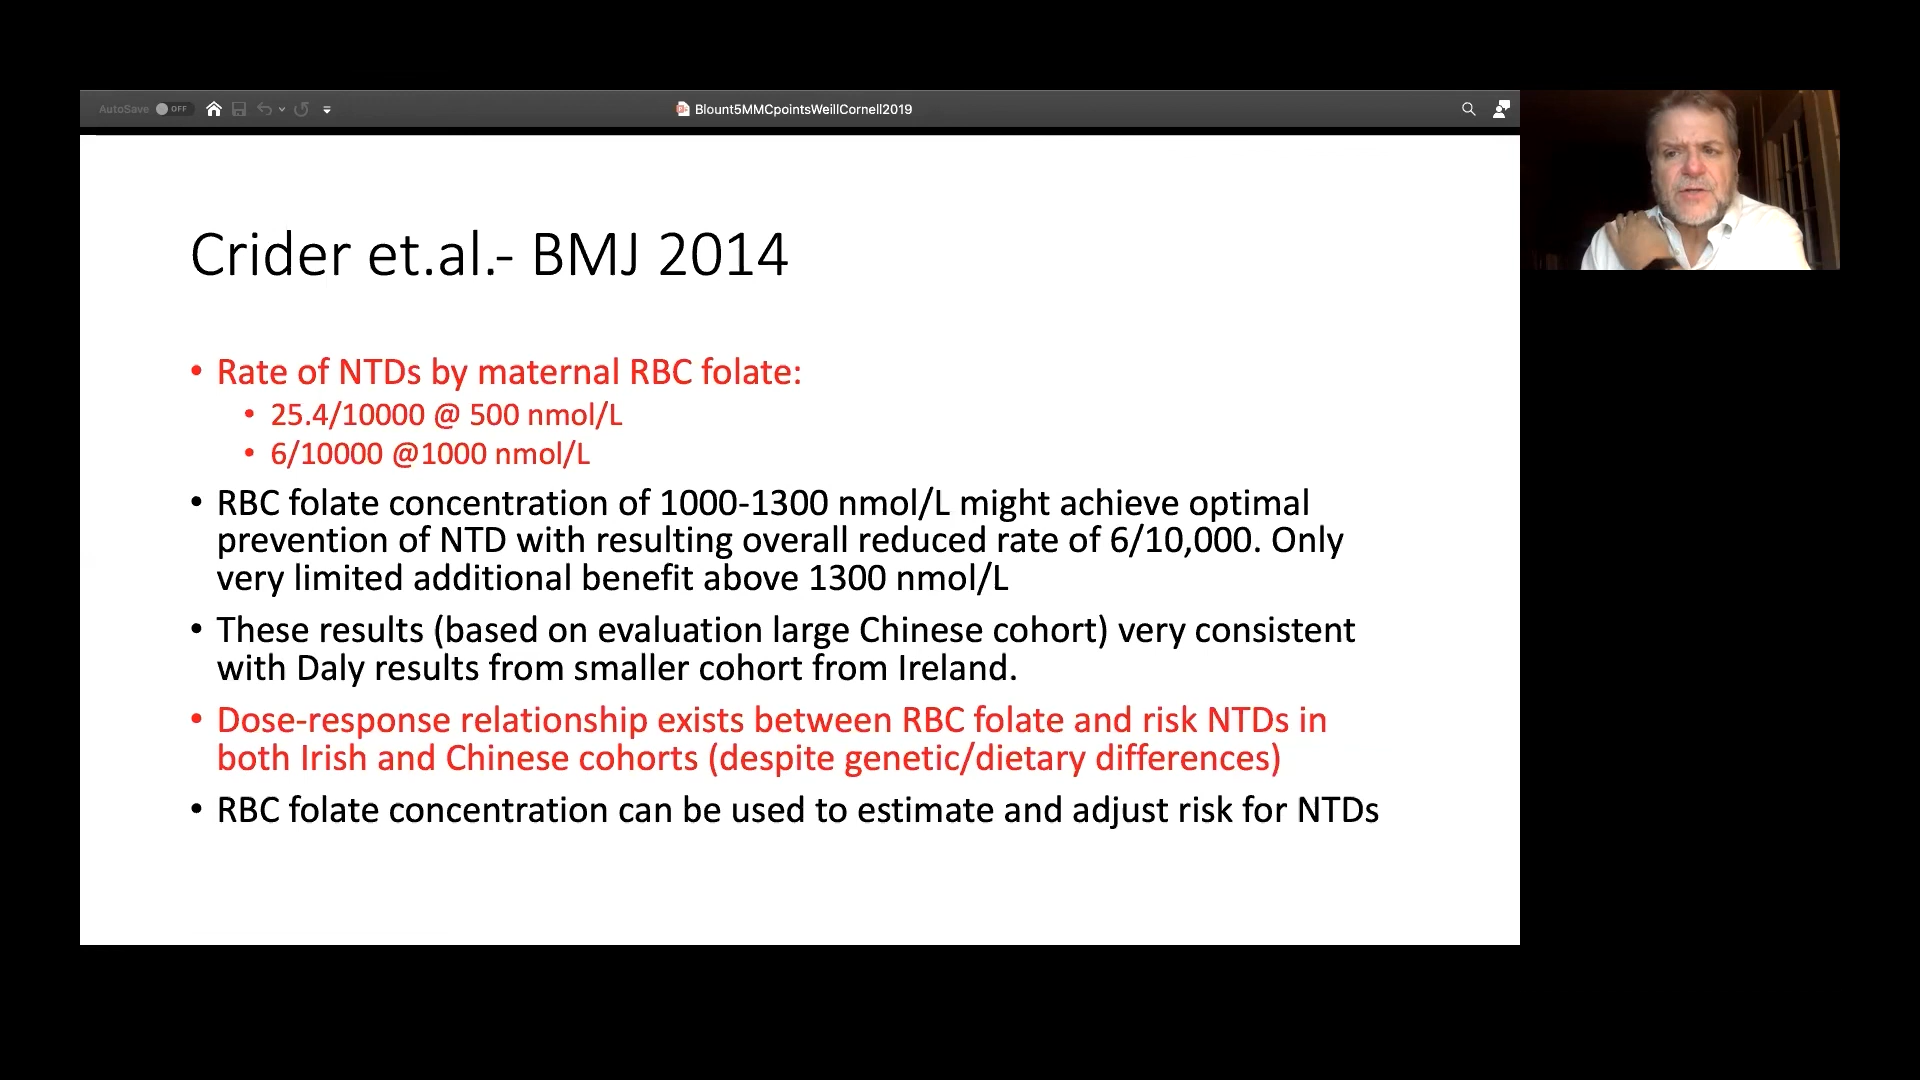 AutoSave OFF
Blount5MMCpointsWeillCornell2019
Crider et.al.- BMJ 2014
• Rate of NTDs by maternal RBC folate:
• 25.4/10000 @ 500 nmol/L
• 6/10000 @1000 nmol/L
• RBC folate concentration of 1000-1300 nmol/L might achieve optimal
prevention of NTD with resulting overall reduced rate of 6/10,000. Only
very limited additional benefit above 1300 nmol/L
• These results (based on evaluation large Chinese cohort) very consistent
with Daly results from smaller cohort from Ireland.
• Dose-response relationship exists between RBC folate and risk NTDs in
both Irish and Chinese cohorts (despite genetic/dietary differences)
• RBC folate concentration can be used to estimate and adjust risk for NTDs